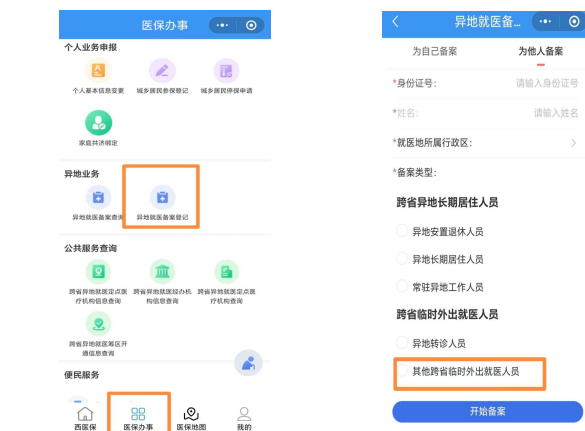 医保办事
个人业务申报
个人基本信息变更
城乡居民参保登记
城乡居民停保申请
家庭共济绑定
异地业务
异地就医备案查询
异地就医备案登记
公共服务查询
跨省异地就医定点医
疗机构信息查询
跨省异地就医经办机
构信息查询
跨省异地就医定点医
疗机构查询
跨省异地就医筹区开
通信息查询
便民服务
西医保
医保办事
医保地图
我的
异地就医备...
为自己备案
为他人备案
*身份证号：
请输入身份证号
*姓名：
请输入姓名
*就医地所属行政区：
*备案类型：
跨省异地长期居住人员
异地安置退休人员
异地长期居住人员
常驻异地工作人员
跨省临时外出就医人员
异地转诊人员
其他跨省临时外出就医人员
开始备案